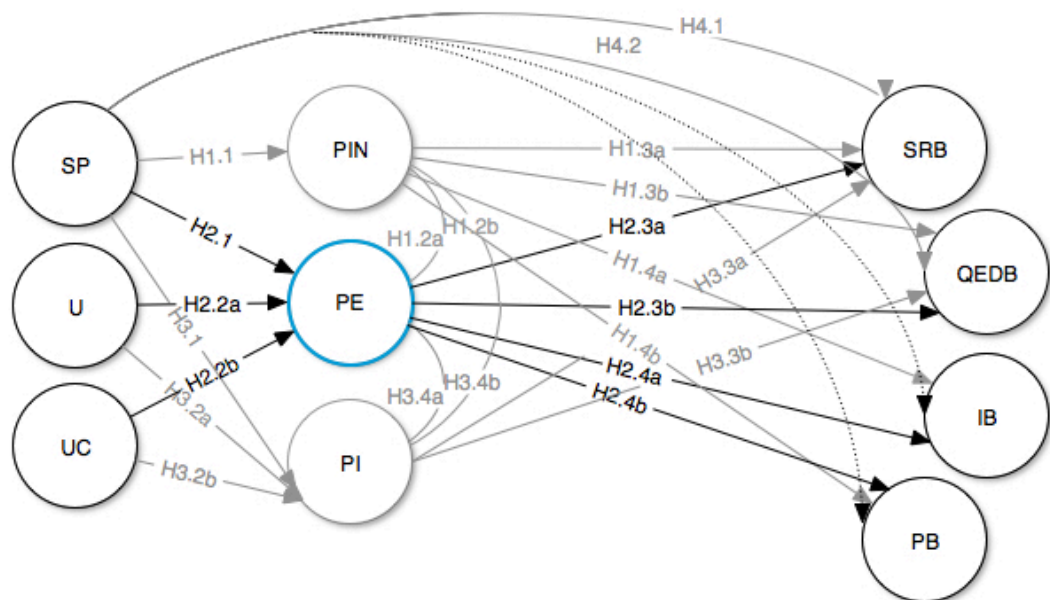 H4.1
H4.2
SP
PIN
SRB
H1.1
H1.3a
H1.3b
H2.1
H1.2a
H1.2b
H2.3a
H1.4a
H3.3a
QEDB
U
H2.2a
PE
H2.3b
H3.1
H1.4b
H3.3b
H2.2b
H3.4a
H3.4b
H2.4a
H2.4b
H3.2a
IB
UC
H3.2b
PI
PB